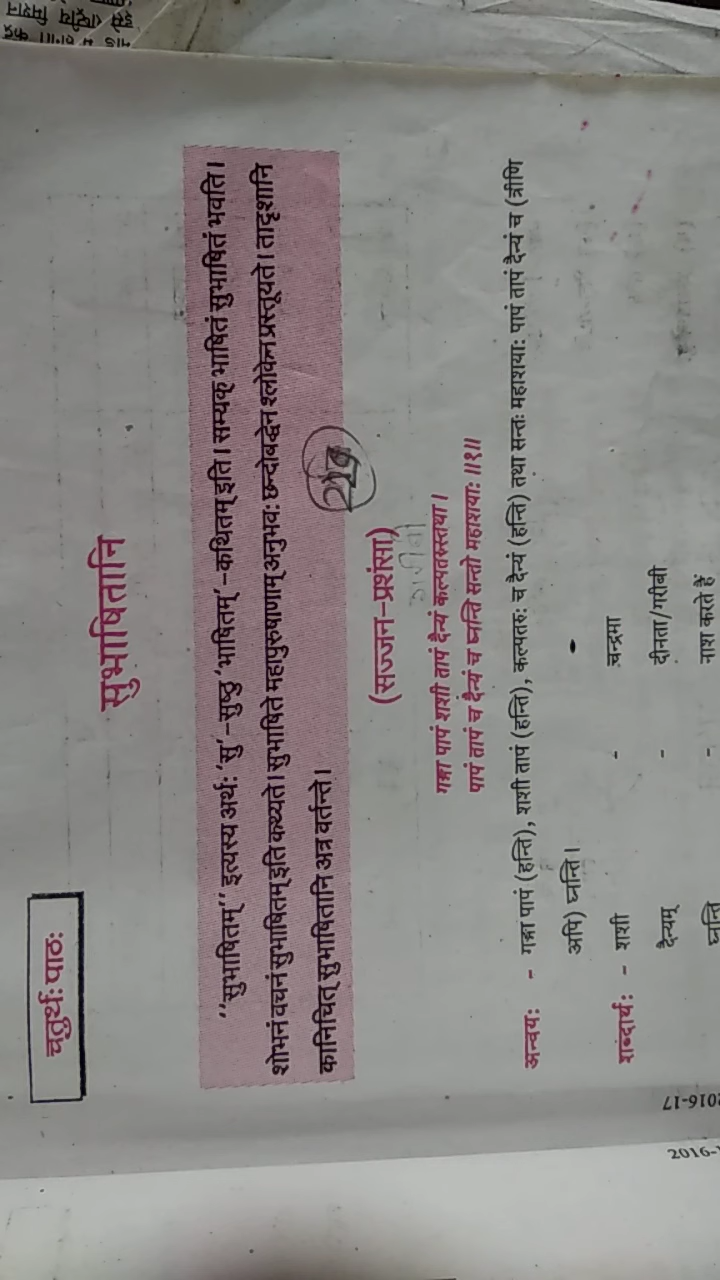 चतुर्थः पाठः
सुभाषितानि
''सुभाषितम्'' इत्यस्य अर्थः 'सु'–सुष्ठु 'भाषितम्'–कथितम् इति। सम्यक् भाषितं सुभाषितं भवति।
शोभनं वचनं सुभाषितम् इति कथ्यते। सुभाषिते महापुरुषाणाम् अनुभवः छन्दोबद्धेन श्लोकेन प्रस्तूयते। तादृशानि
कानिचित् सुभाषितानि अत्र वर्तन्ते।
(सज्जन-प्रशंसा)
गङ्गा पापं शशी तापं दैन्यं कल्पतरुस्तथा।
पापं तापं च दैन्यं च घ्नन्ति सन्तो महाशयाः॥१॥
अन्वयः - गङ्गा पापं (हन्ति), शशी तापं (हन्ति), कल्पतरुः च दैन्यं (हन्ति) तथा सन्तः महाशयाः पापं तापं दैन्यं च (त्रीणि
अपि) घ्नन्ति।
शब्दार्थः - शशी - चन्द्रमा
दैन्यम् - दीनता/गरीबी
घ्नन्ति - नाश करते हैं
2016-17
2016-1